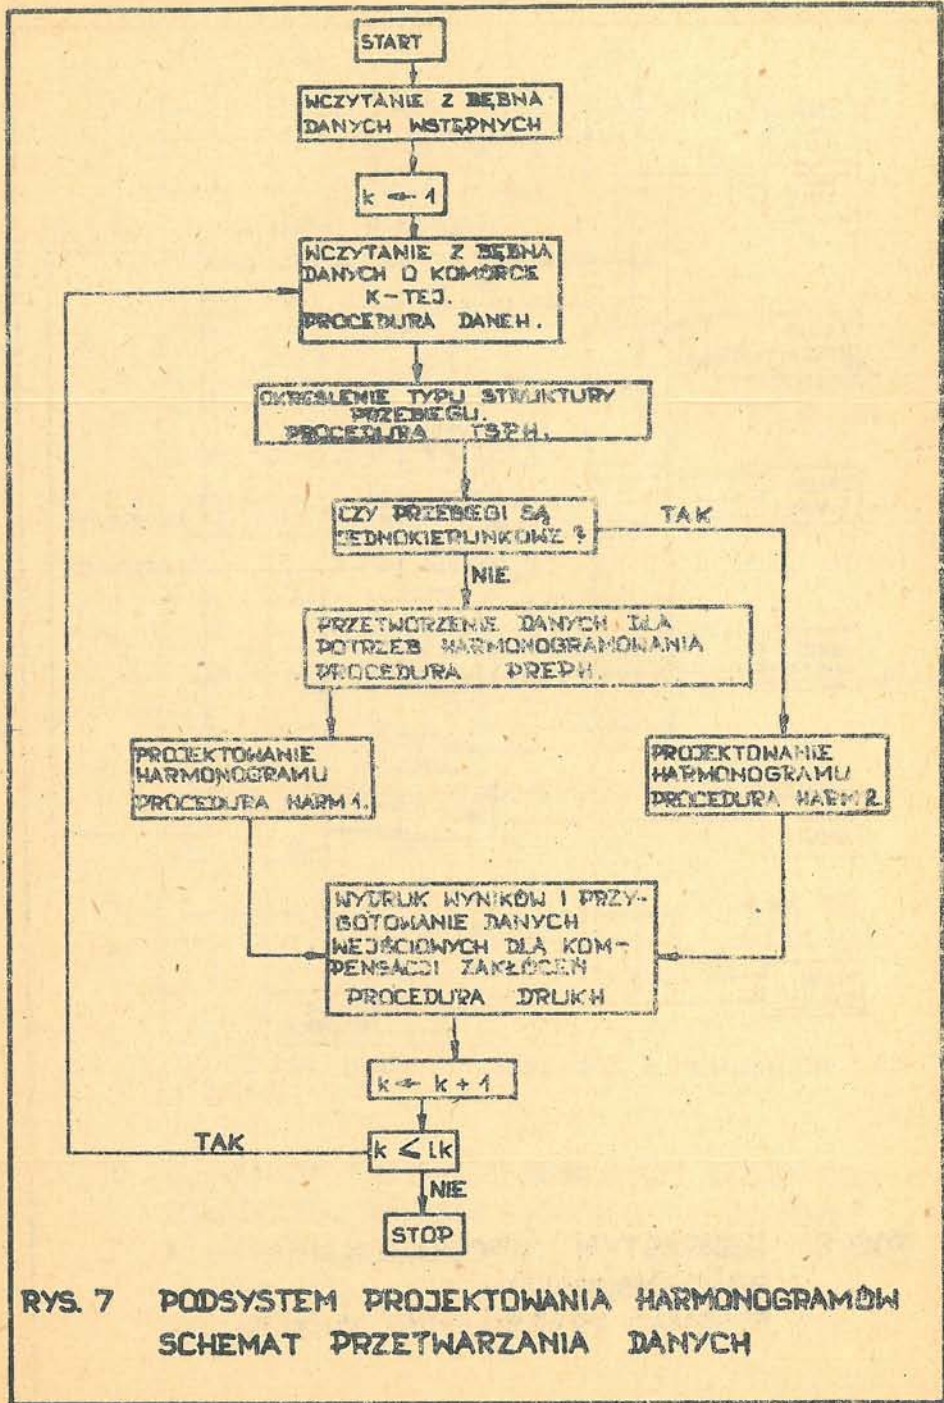 START
WCZYTANIE Z BĘBNA
DANYCH WSTĘPNYCH
k ← 1
WCZYTANIE Z BĘBNA
DANYCH O KOMÓRCE
K-TEJ.
PROCEDURA DANEH.
OKREŚLENIE TYPU STRUKTURY
PRZEBIEGU.
PROCEDURA TSPH.
CZY PRZEBIEGI SĄ
JEDNOKIERUNKOWE ?
TAK
NIE
PRZETWORZENIE DANYCH DLA
POTRZEB HARMONOGRAMOWANIA
PROCEDURA PREPH.
PROJEKTOWANIE
HARMONOGRAMU
PROCEDURA HARM 1.
PROJEKTOWANIE
HARMONOGRAMU
PROCEDURA HARM 2.
WYDRUK WYNIKÓW I PRZY-
GOTOWANIE DANYCH
WEJŚCIOWYCH DLA KOM-
PENSACJI ZAKŁÓCEŃ
PROCEDURA DRUKH
k ← k + 1
TAK
k ≤ lk
NIE
STOP
RYS. 7 PODSYSTEM PROJEKTOWANIA HARMONOGRAMÓW
SCHEMAT PRZETWARZANIA DANYCH